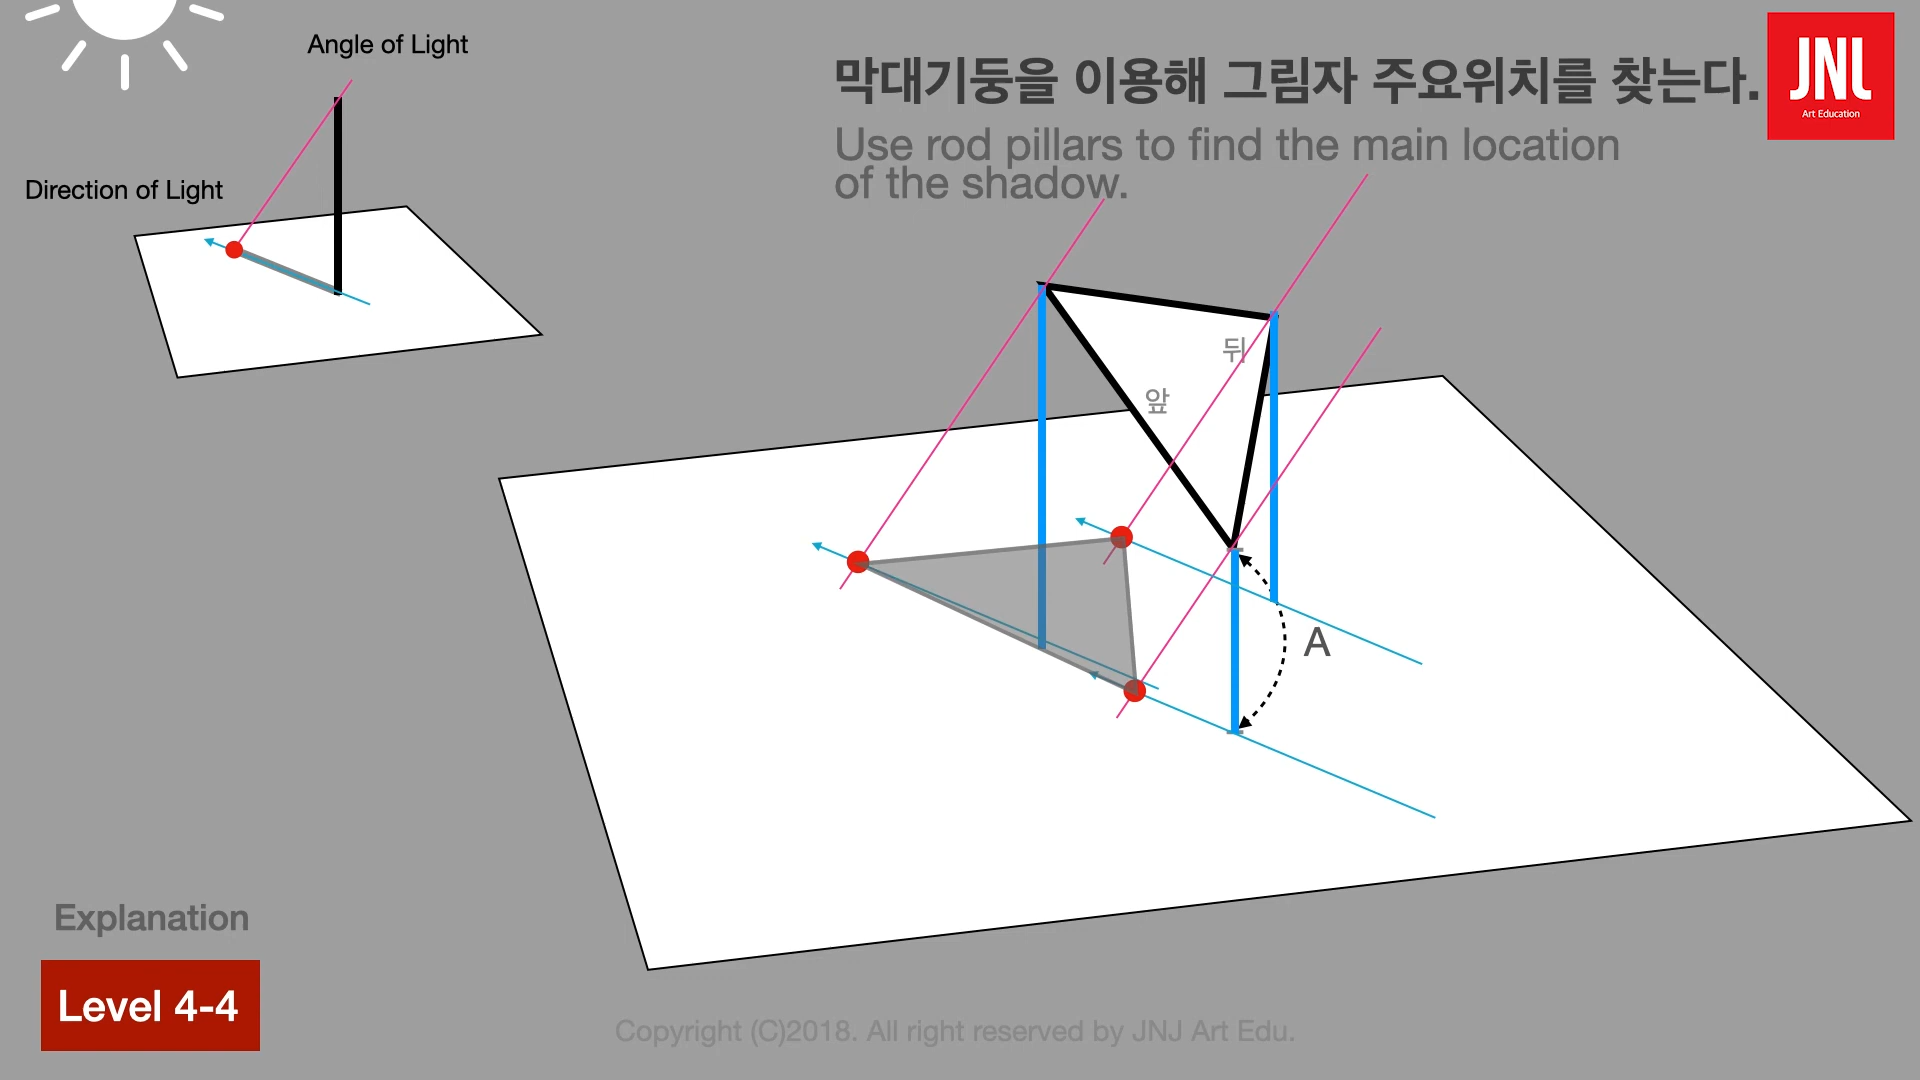 Angle of Light
막대기둥을 이용해 그림자 주요위치를 찾는다.
JNL
Art Education
Use rod pillars to find the main location
of the shadow.
Direction of Light
뒤
앞
A
Explanation
Level 4-4
Copyright (C)2018. All right reserved by JNJ Art Edu.